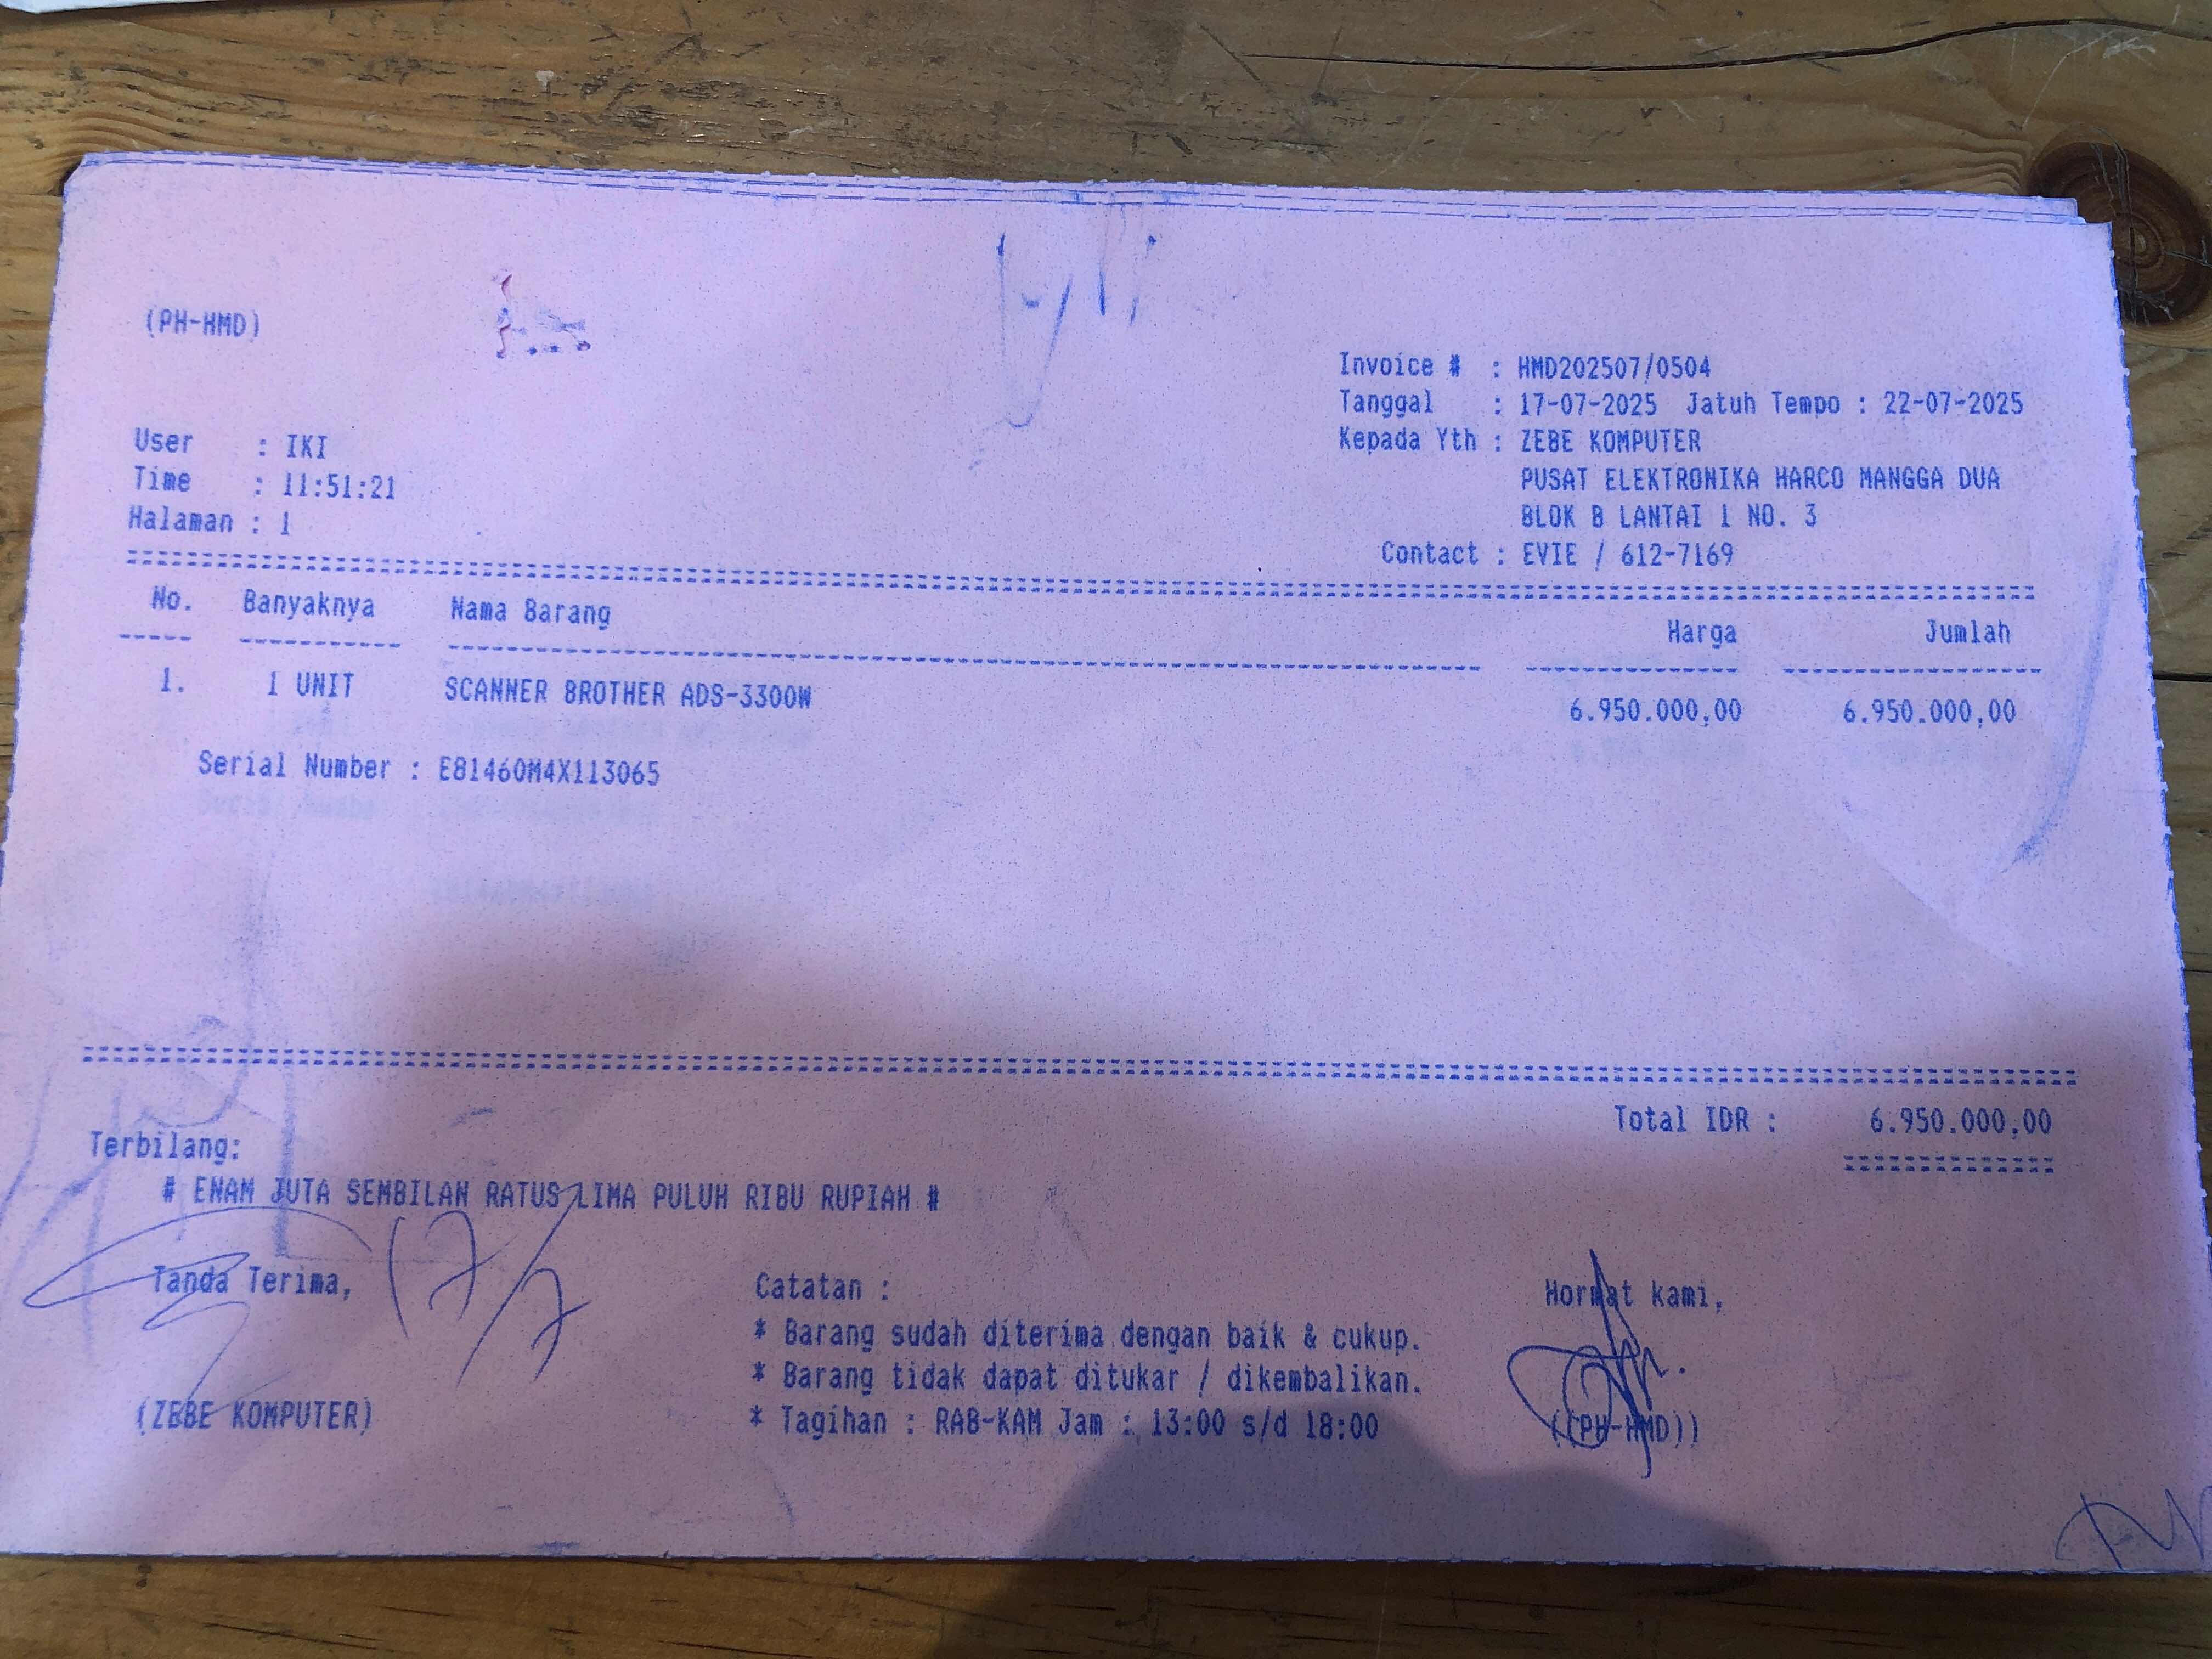 (PH-HMD)
Invoice # : HMD202507/0504
Tanggal : 17-07-2025 Jatuh Tempo : 22-07-2025
User : IKI
Kepada Yth : ZEBE KOMPUTER
Time : 11:51:21
PUSAT ELEKTRONIKA HARCO MANGGA DUA
Halaman : 1
BLOK B LANTAI 1 NO. 3
Contact : EVIE / 612-7169
No. Banyaknya Nama Barang Harga Jumlah
1. 1 UNIT SCANNER BROTHER ADS-3300W 6.950.000,00 6.950.000,00
Serial Number : E81460M4X113065
Total IDR : 6.950.000,00
Terbilang:
# ENAM JUTA SEMBILAN RATUS LIMA PULUH RIBU RUPIAH #
Tanda Terima, 17/7
Catatan :
Hormat kami,
* Barang sudah diterima dengan baik & cukup.
* Barang tidak dapat ditukar / dikembalikan.
* Tagihan : RAB-KAM Jam : 13:00 s/d 18:00
(ZEBE KOMPUTER)
((PH-HMD))